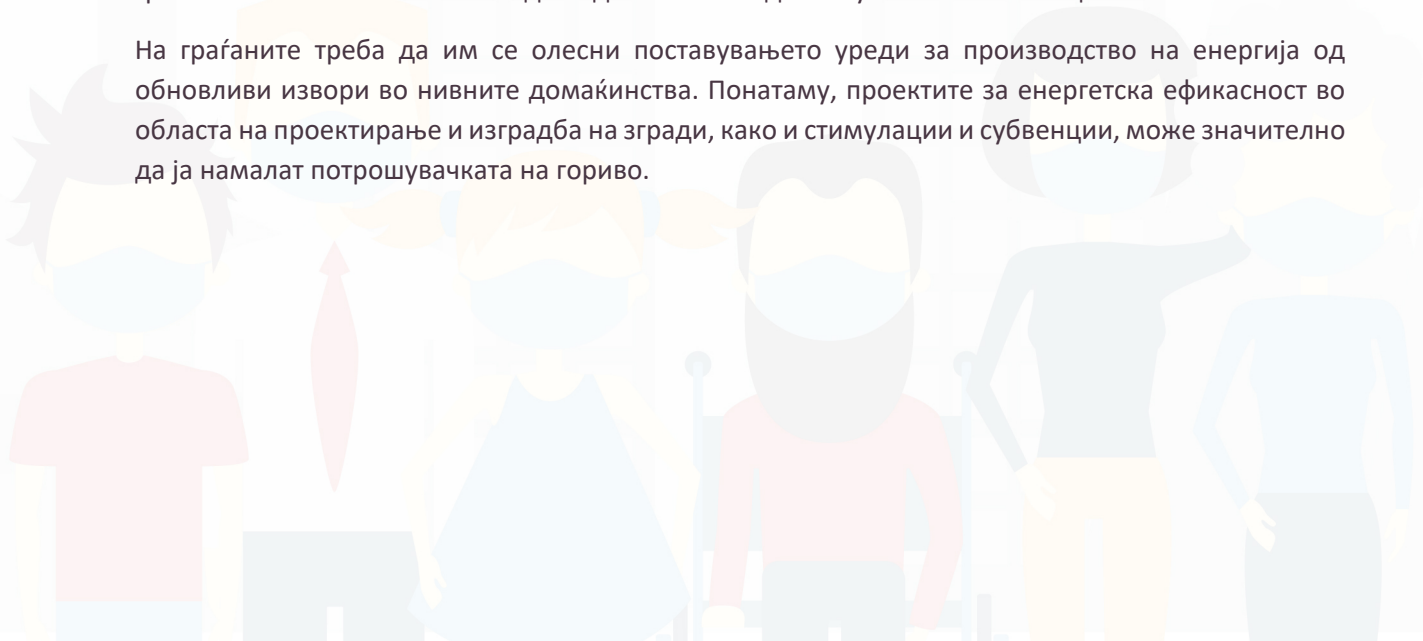 На граѓаните треба да им се олесни поставувањето уреди за производство на енергија од
обновливи извори во нивните домаќинства. Понатаму, проектите за енергетска ефикасност во
областа на проектирање и изградба на згради, како и стимулации и субвенции, може значително
да ја намалат потрошувачката на гориво.